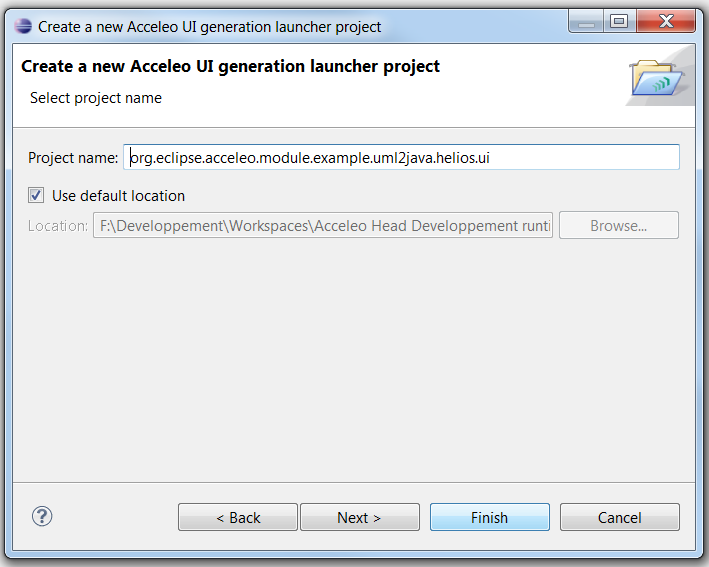 Create a new Acceleo UI generation launcher project
Create a new Acceleo UI generation launcher project
Select project name
Project name: org.eclipse.acceleo.module.example.uml2java.helios.ui
Use default location
Location: F:\Developpement\Workspaces\Acceleo Head Developpement runti Browse...
? < Back Next > Finish Cancel